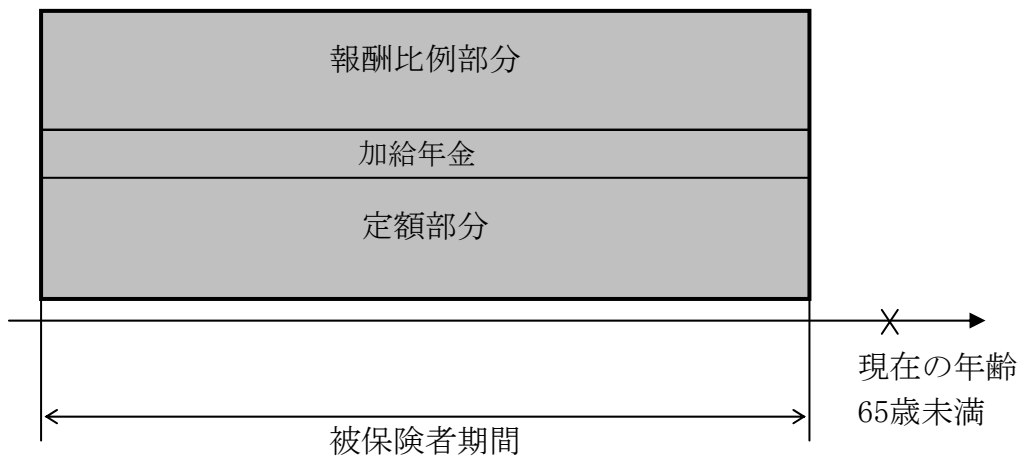 報酬比例部分
加給年金
定額部分
現在の年齢
65歳未満
被保険者期間